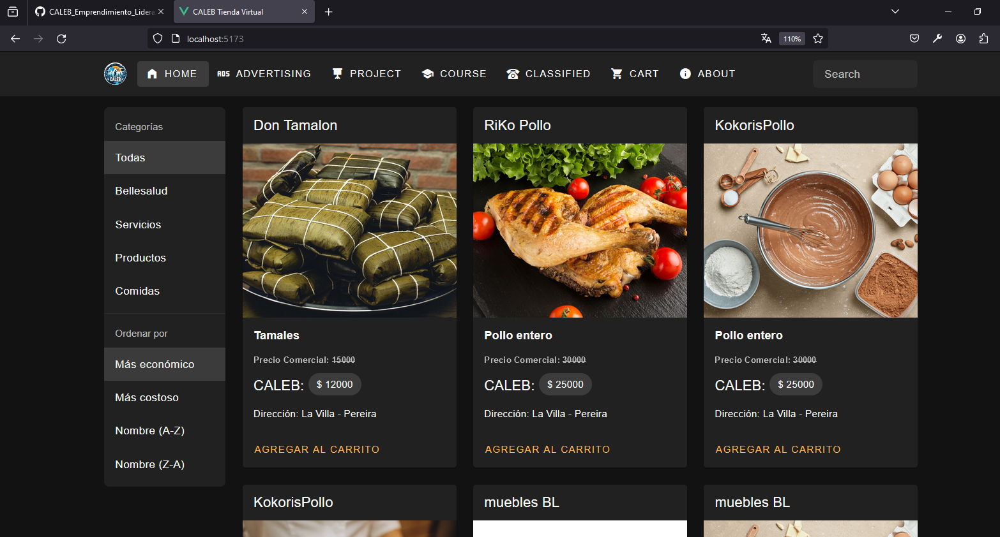 CALEB_Emprendimiento_Lidera
CALEB Tienda Virtual
localhost:5173
110%
CALEB
HOME
ADS ADVERTISING
PROJECT
COURSE
CLASSIFIED
CART
ABOUT
Search
Categorías
Todas
Bellesalud
Servicios
Productos
Comidas
Ordenar por
Más económico
Más costoso
Nombre (A-Z)
Nombre (Z-A)
Don Tamalon
Tamales
Precio Comercial: 15000
CALEB: $ 12000
Dirección: La Villa - Pereira
AGREGAR AL CARRITO
RiKo Pollo
Pollo entero
Precio Comercial: 30000
CALEB: $ 25000
Dirección: La Villa - Pereira
AGREGAR AL CARRITO
KokorisPollo
Pollo entero
Precio Comercial: 30000
CALEB: $ 25000
Dirección: La Villa - Pereira
AGREGAR AL CARRITO
KokorisPollo
muebles BL
muebles BL